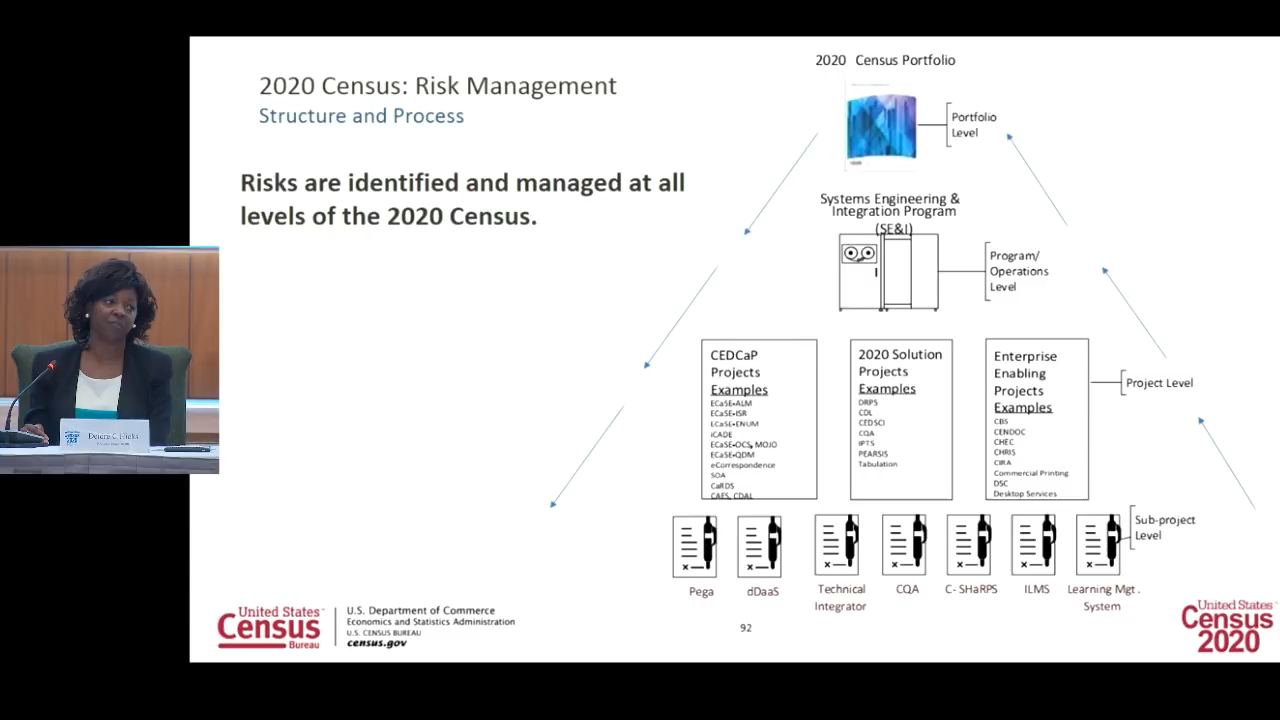 2020 Census: Risk Management
Structure and Process
Risks are identified and managed at all
levels of the 2020 Census.
2020 Census Portfolio
Portfolio
Level
Systems Engineering &
Integration Program
(SE&I)
Program/
Operations
Level
CEDCaP
Projects
Examples
ECaSE-ALM
ECaSE-ISR
ECaSE-ENUM
iCADE
ECaSE-OCS, MOJO
ECaSE-QDM
eCorrespondence
SOA
CaRDS
CAES, CDAL
2020 Solution
Projects
Examples
DRPS
CDL
CEDSCI
CQA
IPTS
PEARSIS
Tabulation
Enterprise
Enabling
Projects
Examples
CBS
CENDOC
CHEC
CHRIS
CIRA
Commercial Printing
DSC
Desktop Services
Project Level
Sub-project
Level
Pega
dDaaS
Technical
Integrator
CQA
C- SHaRPS
ILMS
Learning Mgt.
System
United States™
Census
Bureau
U.S. Department of Commerce
Economics and Statistics Administration
U.S. CENSUS BUREAU
census.gov
92
United States™
Census
2020